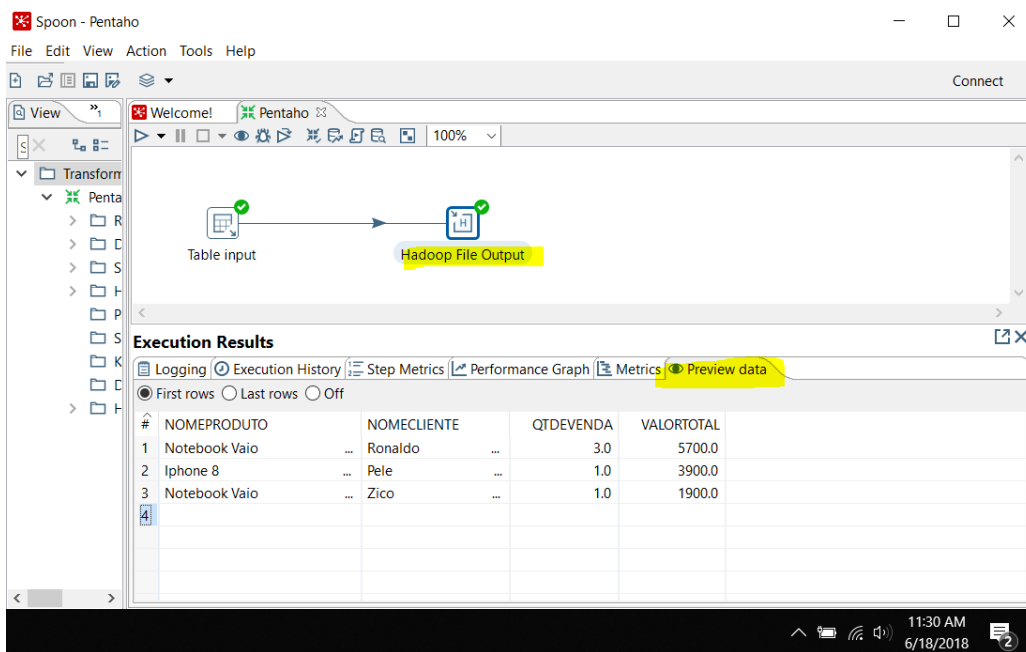 Spoon - Pentaho
File Edit View Action Tools Help
Connect
View »1 Welcome! Pentaho
100%
S
Transform
Penta
R
D
S
H
P
S
K
D
H
Table input
Hadoop File Output
Execution Results
Logging Execution History Step Metrics Performance Graph Metrics Preview data
First rows Last rows Off
# NOMEPRODUTO NOMECLIENTE QTDEVENDA VALORTOTAL
1 Notebook Vaio ... Ronaldo ... 3.0 5700.0
2 Iphone 8 ... Pele ... 1.0 3900.0
3 Notebook Vaio ... Zico ... 1.0 1900.0
4
11:30 AM
6/18/2018
2